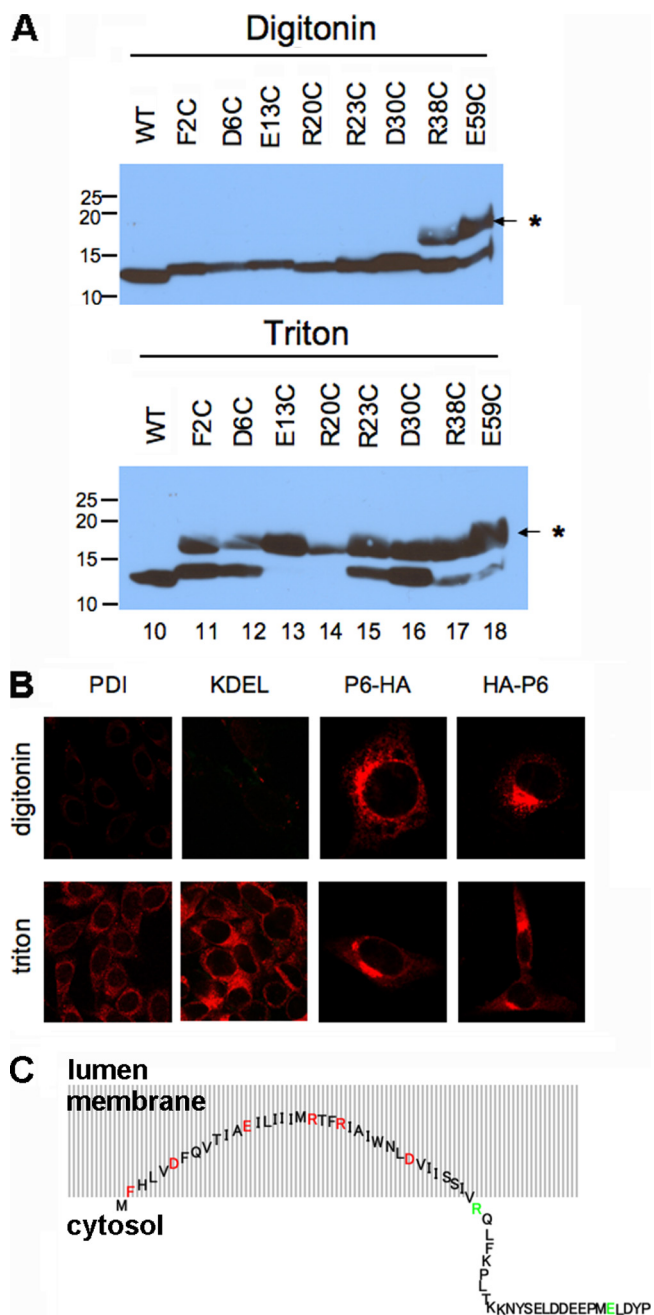 A
Digitonin
WT F2C D6C E13C R20C R23C D30C R38C E59C
25
20
15
10
*
Triton
WT F2C D6C E13C R20C R23C D30C R38C E59C
25
20
15
10
*
10 11 12 13 14 15 16 17 18
B
PDI KDEL P6-HA HA-P6
digitonin
triton
C
lumen
membrane
MFHLVDFQVTIAEILIIIMRTFRIAIWNLDVIISSIVRQLFKPLTKKNYSELDDEEPMELDYP
cytosol